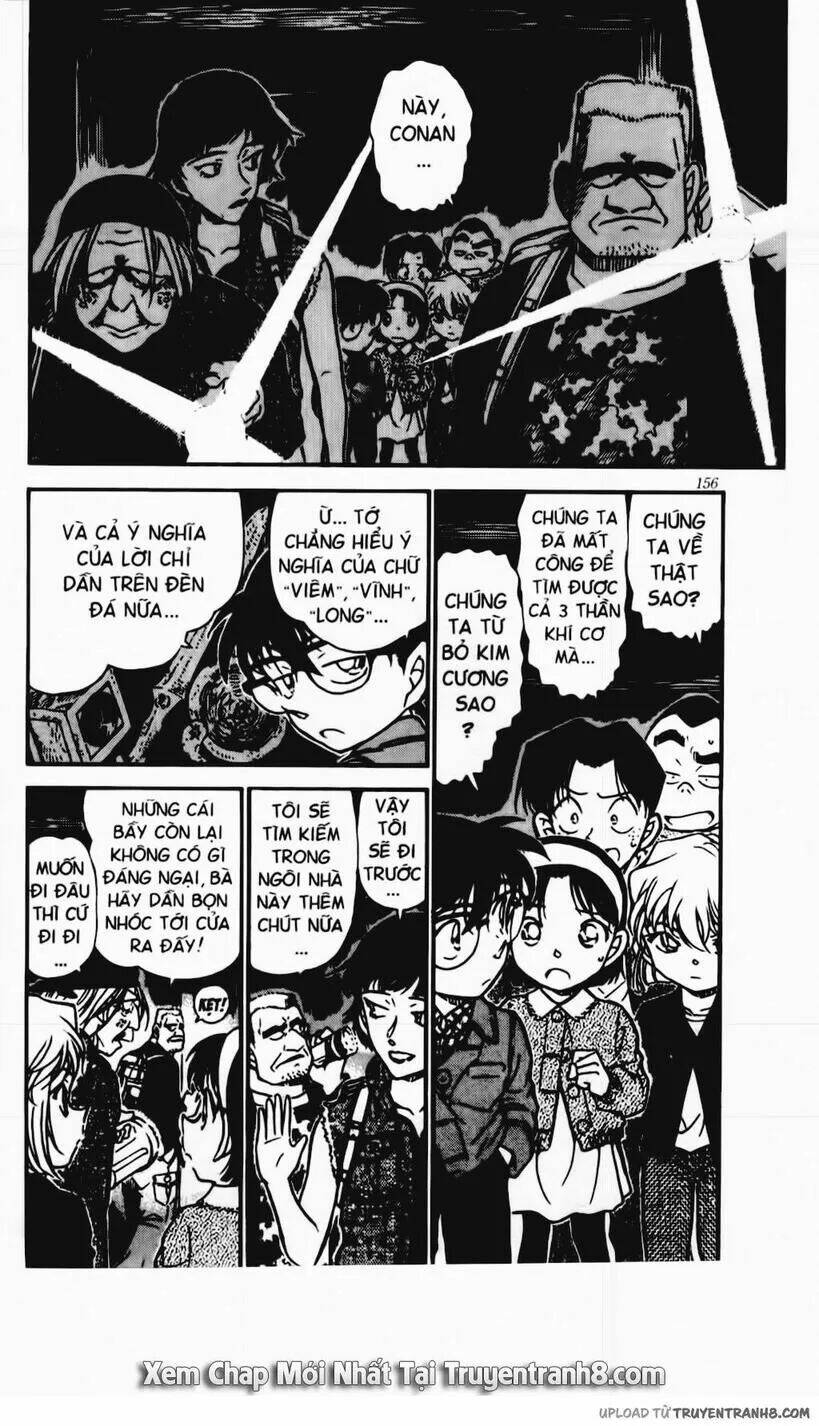 NÀY,
CONAN
...
156
CHÚNG
TA VỀ
THẬT
SAO?
CHÚNG TA
ĐÃ MẤT
CÔNG ĐỂ
TÌM ĐƯỢC
CẢ 3 THẦN
KHÍ CƠ
MÀ...
CHÚNG
TA TỪ
BỎ KIM
CƯƠNG
SAO
?
Ừ... TỚ
CHẲNG HIỂU Ý
NGHĨA CỦA CHỮ
"VIÊM", "VĨNH",
"LONG"...
VÀ CẢ Ý NGHĨA
CỦA LỜI CHỈ
DẪN TRÊN ĐỀN
ĐÁ NỮA...
VẬY
TÔI
SẼ ĐI
TRƯỚC
...
TÔI SẼ
TÌM KIẾM
TRONG
NGÔI NHÀ
NÀY THÊM
CHÚT NỮA
...
NHỮNG CÁI
BẪY CÒN LẠI
KHÔNG CÓ GÌ
ĐÁNG NGẠI, BÀ
HÃY DẪN BỌN
NHÓC TỚI CỬA
RA ĐẤY!
MUỐN
ĐI ĐÂU
THÌ CỨ
ĐI ĐI
...
KẸT!
Xem Chap Mới Nhất Tại Truyentranh8.com
UPLOAD TỪ TRUYENTRANH8.COM